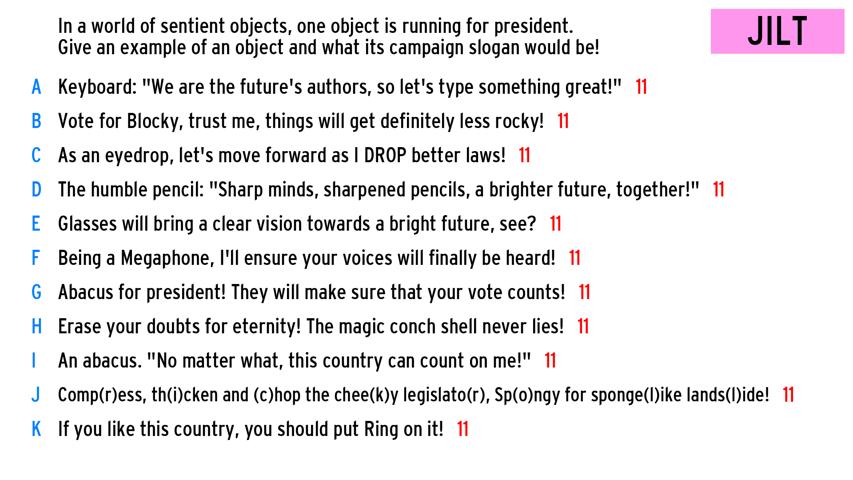 In a world of sentient objects, one object is running for president.
Give an example of an object and what its campaign slogan would be!
JILT
A Keyboard: "We are the future's authors, so let's type something great!" 11
B Vote for Blocky, trust me, things will get definitely less rocky! 11
C As an eyedrop, let's move forward as I DROP better laws! 11
D The humble pencil: "Sharp minds, sharpened pencils, a brighter future, together!" 11
E Glasses will bring a clear vision towards a bright future, see? 11
F Being a Megaphone, I'll ensure your voices will finally be heard! 11
G Abacus for president! They will make sure that your vote counts! 11
H Erase your doubts for eternity! The magic conch shell never lies! 11
I An abacus. "No matter what, this country can count on me!" 11
J Comp(r)ess, th(i)cken and (c)hop the chee(k)y legislato(r), Sp(o)ngy for sponge(l)ike lands(l)ide! 11
K If you like this country, you should put Ring on it! 11